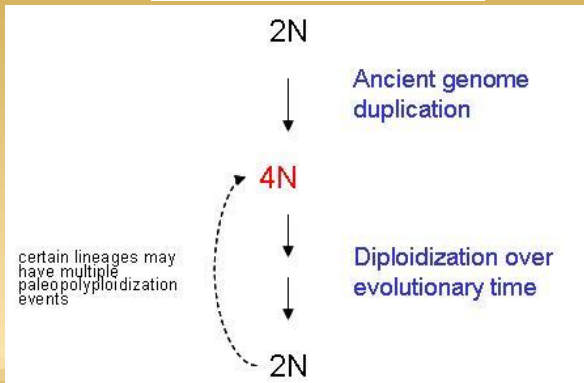 2N
Ancient genome
duplication
4N
certain lineages may
have multiple
paleopolyploidization
events
Diploidization over
evolutionary time
2N